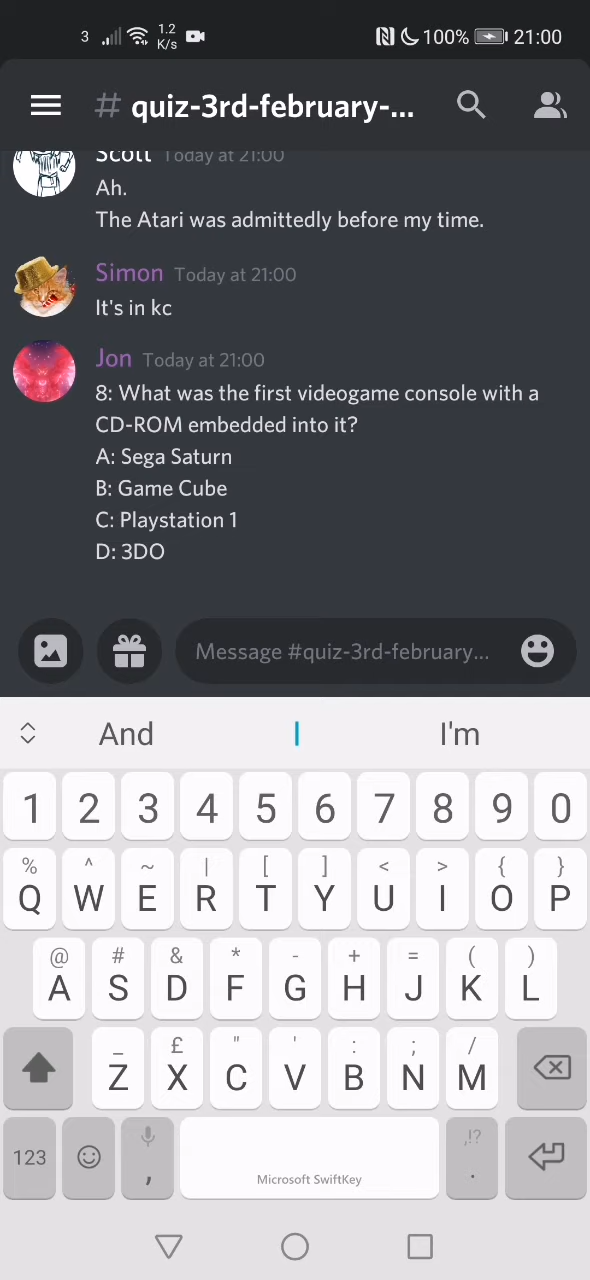 3 1.2 K/s 100% 21:00
# quiz-3rd-february-...
Scott Today at 21:00
Ah.
The Atari was admittedly before my time.
Simon Today at 21:00
It's in kc
Jon Today at 21:00
8: What was the first videogame console with a
CD-ROM embedded into it?
A: Sega Saturn
B: Game Cube
C: Playstation 1
D: 3DO
Message #quiz-3rd-february...
And I I'm
1 2 3 4 5 6 7 8 9 0
% ^ ~ | [ ] < > { }
Q W E R T Y U I O P
@ # & * - + = ( )
A S D F G H J K L
_ £ " ' : ; /
Z X C V B N M
,!?
123 , Microsoft SwiftKey .